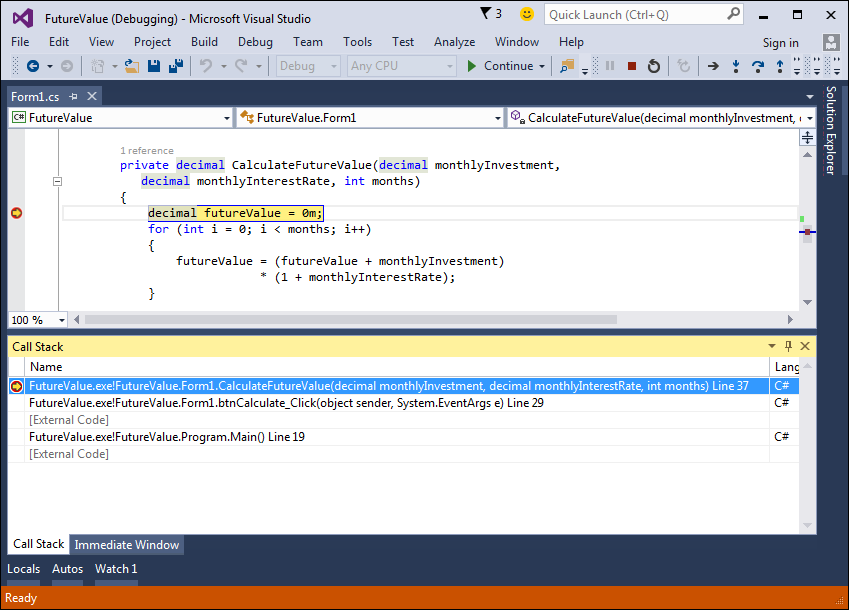 FutureValue (Debugging) - Microsoft Visual Studio
3
Quick Launch (Ctrl+Q)
File Edit View Project Build Debug Team Tools Test Analyze Window Help
Sign in
Debug Any CPU Continue
Form1.cs
C# FutureValue FutureValue.Form1 CalculateFutureValue(decimal monthlyInvestment,
Solution Explorer
1 reference
private decimal CalculateFutureValue(decimal monthlyInvestment,
decimal monthlyInterestRate, int months)
{
decimal futureValue = 0m;
for (int i = 0; i < months; i++)
{
futureValue = (futureValue + monthlyInvestment)
* (1 + monthlyInterestRate);
}
100 %
Call Stack
Name Lang
FutureValue.exe!FutureValue.Form1.CalculateFutureValue(decimal monthlyInvestment, decimal monthlyInterestRate, int months) Line 37 C#
FutureValue.exe!FutureValue.Form1.btnCalculate_Click(object sender, System.EventArgs e) Line 29 C#
[External Code]
FutureValue.exe!FutureValue.Program.Main() Line 19 C#
[External Code]
Call Stack Immediate Window
Locals Autos Watch 1
Ready